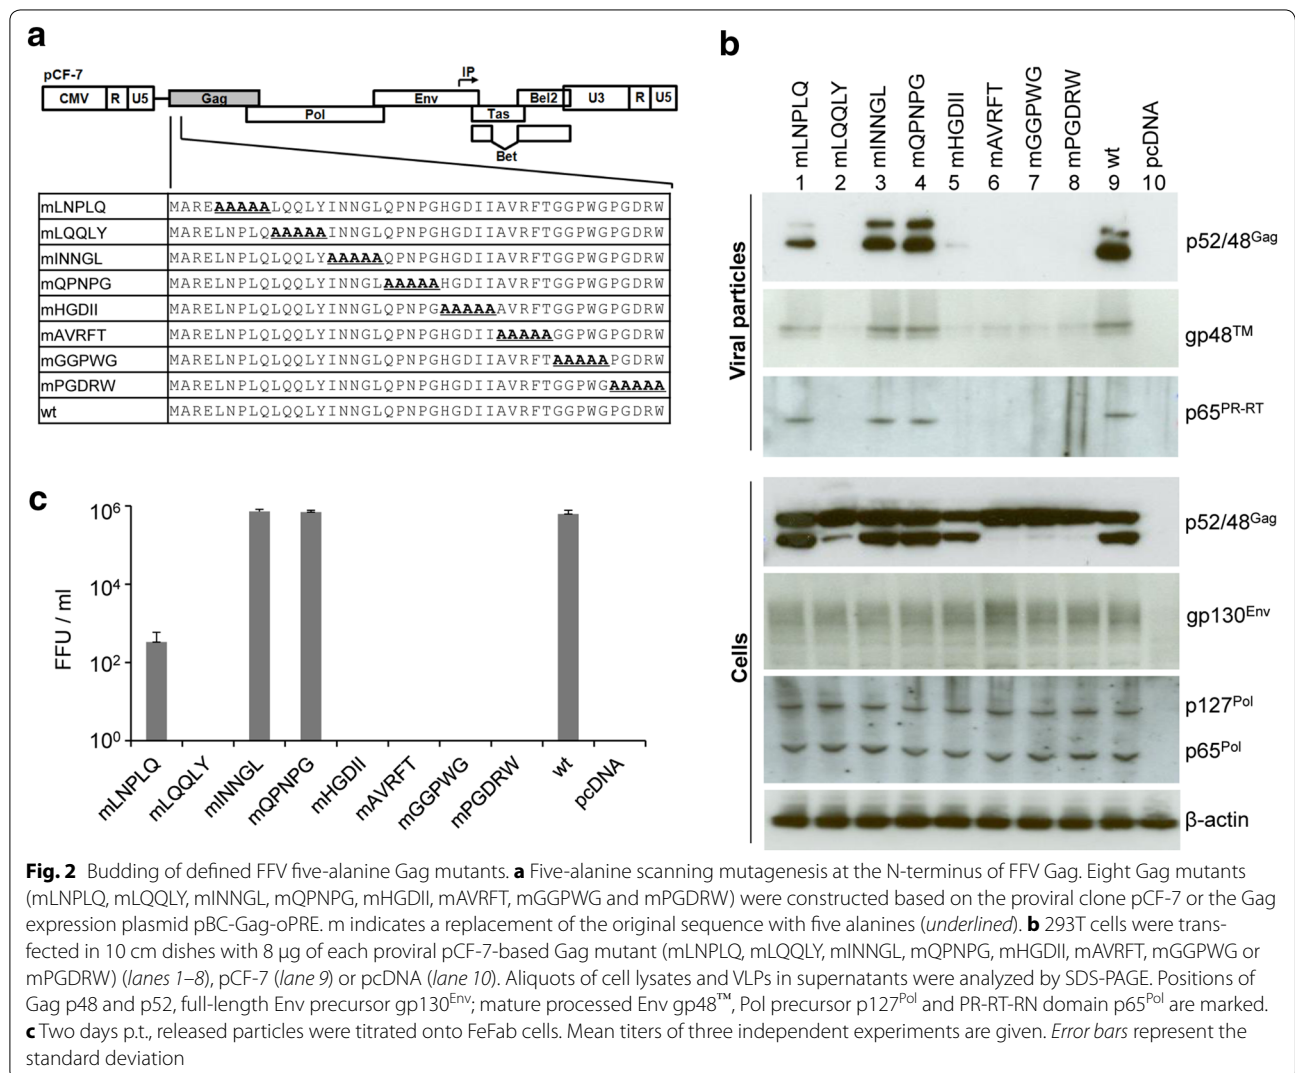 a
pCF-7
CMV R U5 Gag Pol Env IP Tas Bel2 Bet U3 R U5
mLNPLQ MAREAAAAALQQLYINNGLQPNPGHGDIIAVRFTGGPWGPGDRW
mLQQLY MARELNPLQAAAAAINNGLQPNPGHGDIIAVRFTGGPWGPGDRW
mINNGL MARELNPLQLQQLYAAAAAQPNPGHGDIIAVRFTGGPWGPGDRW
mQPNPG MARELNPLQLQQLYINNGLAAAAAHGDIIAVRFTGGPWGPGDRW
mHGDII MARELNPLQLQQLYINNGLQPNPGAAAAAAVRFTGGPWGPGDRW
mAVRFT MARELNPLQLQQLYINNGLQPNPGHGDIIAAAAAGGPWGPGDRW
mGGPWG MARELNPLQLQQLYINNGLQPNPGHGDIIAVRFTAAAAAPGDRW
mPGDRW MARELNPLQLQQLYINNGLQPNPGHGDIIAVRFTGGPWGAAAAA
wt MARELNPLQLQQLYINNGLQPNPGHGDIIAVRFTGGPWGPGDRW
b
mLNPLQ mLQQLY mINNGL mQPNPG mHGDII mAVRFT mGGPWG mPGDRW wt pcDNA
1 2 3 4 5 6 7 8 9 10
Viral particles
p52/48Gag
gp48TM
p65PR-RT
Cells
p52/48Gag
gp130Env
p127Pol
p65Pol
β-actin
c
FFU / ml
10⁶
10⁴
10²
10⁰
mLNPLQ mLQQLY mINNGL mQPNPG mHGDII mAVRFT mGGPWG mPGDRW wt pcDNA
Fig. 2 Budding of defined FFV five-alanine Gag mutants. a Five-alanine scanning mutagenesis at the N-terminus of FFV Gag. Eight Gag mutants
(mLNPLQ, mLQQLY, mINNGL, mQPNPG, mHGDII, mAVRFT, mGGPWG and mPGDRW) were constructed based on the proviral clone pCF-7 or the Gag
expression plasmid pBC-Gag-oPRE. m indicates a replacement of the original sequence with five alanines (underlined). b 293T cells were trans-
fected in 10 cm dishes with 8 µg of each proviral pCF-7-based Gag mutant (mLNPLQ, mLQQLY, mINNGL, mQPNPG, mHGDII, mAVRFT, mGGPWG or
mPGDRW) (lanes 1–8), pCF-7 (lane 9) or pcDNA (lane 10). Aliquots of cell lysates and VLPs in supernatants were analyzed by SDS-PAGE. Positions of
Gag p48 and p52, full-length Env precursor gp130Env; mature processed Env gp48™, Pol precursor p127Pol and PR-RT-RN domain p65Pol are marked.
c Two days p.t., released particles were titrated onto FeFab cells. Mean titers of three independent experiments are given. Error bars represent the
standard deviation